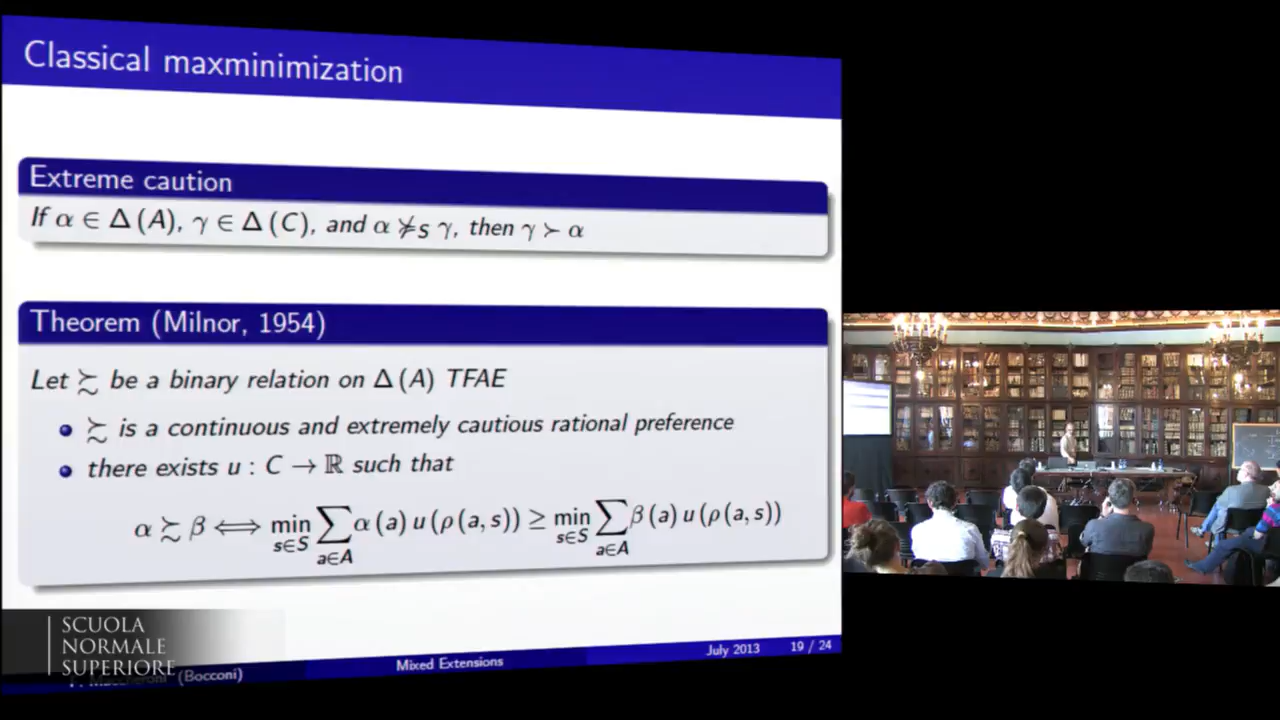 Classical maxminimization
Extreme caution
If α ∈ Δ (A), γ ∈ Δ (C), and α ⋡_S γ, then γ ≻ α
Theorem (Milnor, 1954)
Let ≿ be a binary relation on Δ (A) TFAE
≿ is a continuous and extremely cautious rational preference
there exists u : C → ℝ such that
α ≿ β ⟺ min_{s∈S} ∑_{a∈A} α (a) u (ρ (a, s)) ≥ min_{s∈S} ∑_{a∈A} β (a) u (ρ (a, s))
SCUOLA
NORMALE
SUPERIORE
(Bocconi)
Mixed Extensions
July 2013
19 / 24